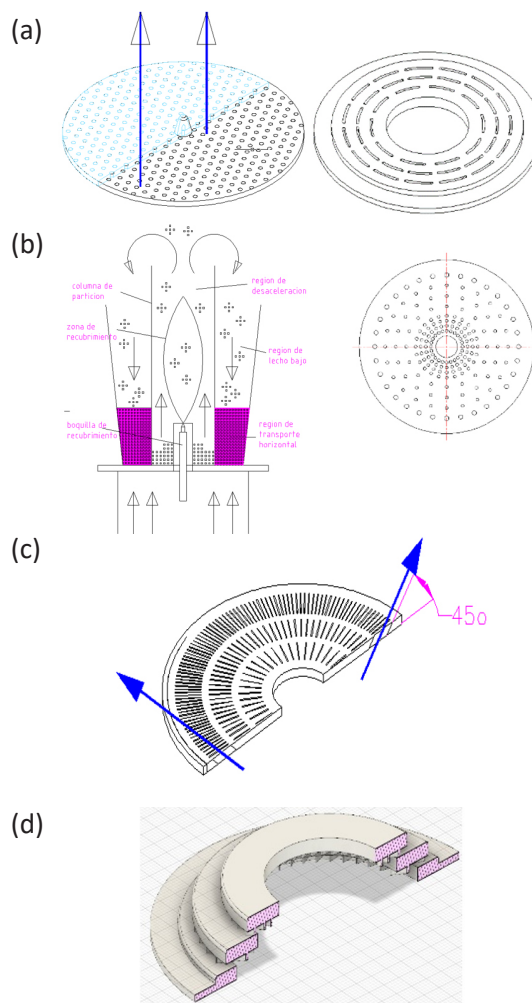 (a)
(b)
columna de
particion
zona de
recubrimiento
boquilla de
recubrimiento
region de
desaceleracion
region de
lecho bajo
region de
transporte
horizontal
(c)
45o
(d)